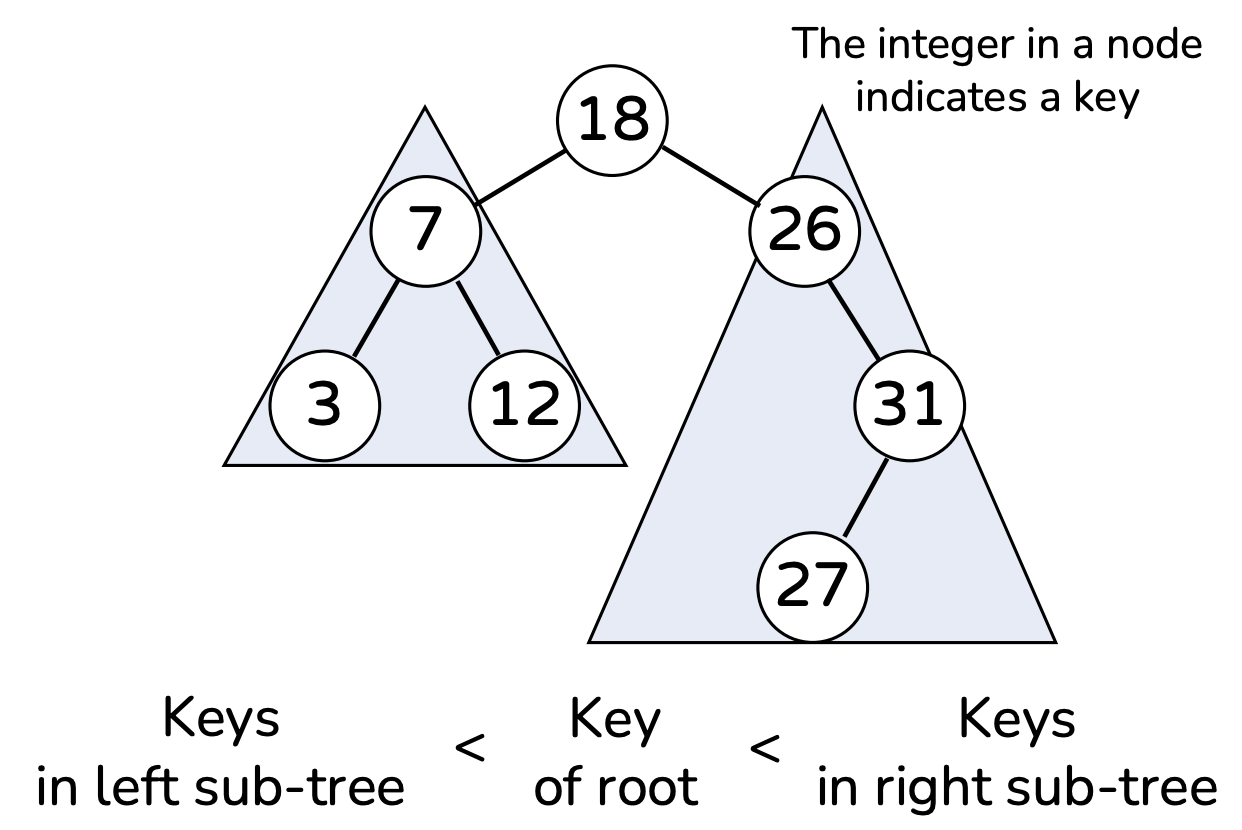 The integer in a node
indicates a key
18
7
26
3
12
31
27
Keys
in left sub-tree
<
Key
of root
<
Keys
in right sub-tree